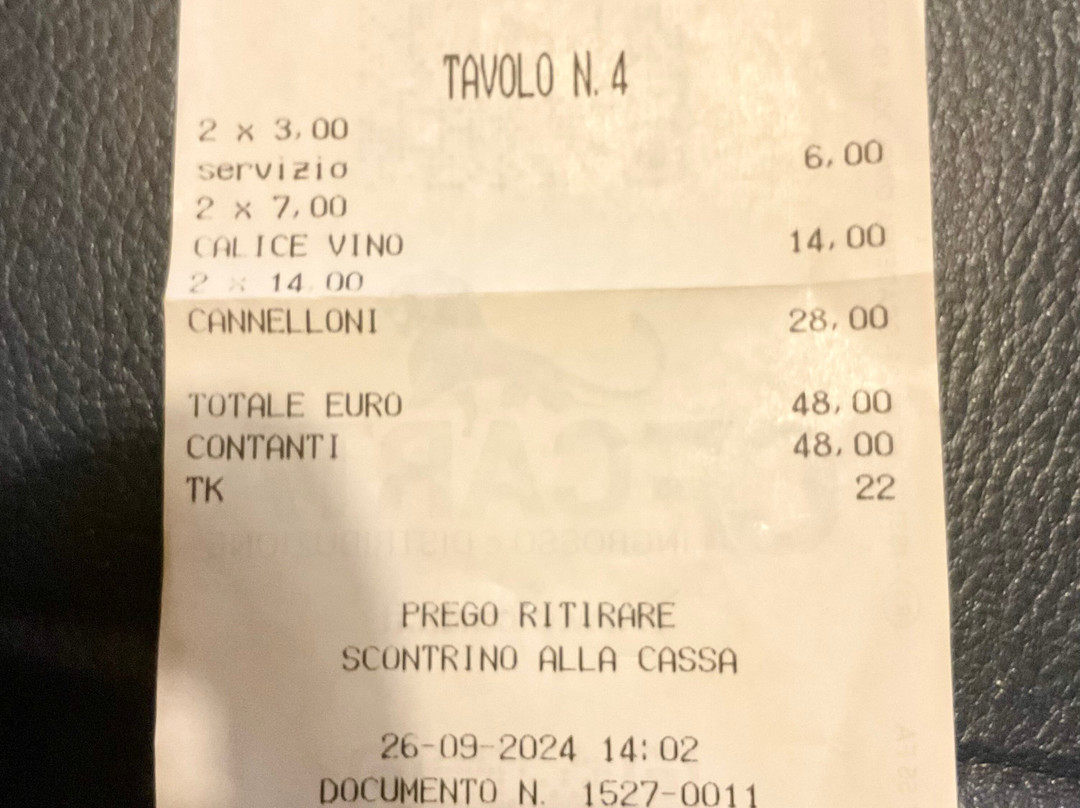 TAVOLO N. 4
2 x 3,00
servizio 6,00
2 x 7,00
CALICE VINO 14,00
2 x 14,00
CANNELLONI 28,00
TOTALE EURO 48,00
CONTANTI 48,00
TK 22
PREGO RITIRARE
SCONTRINO ALLA CASSA
26-09-2024 14:02
DOCUMENTO N. 1527-0011